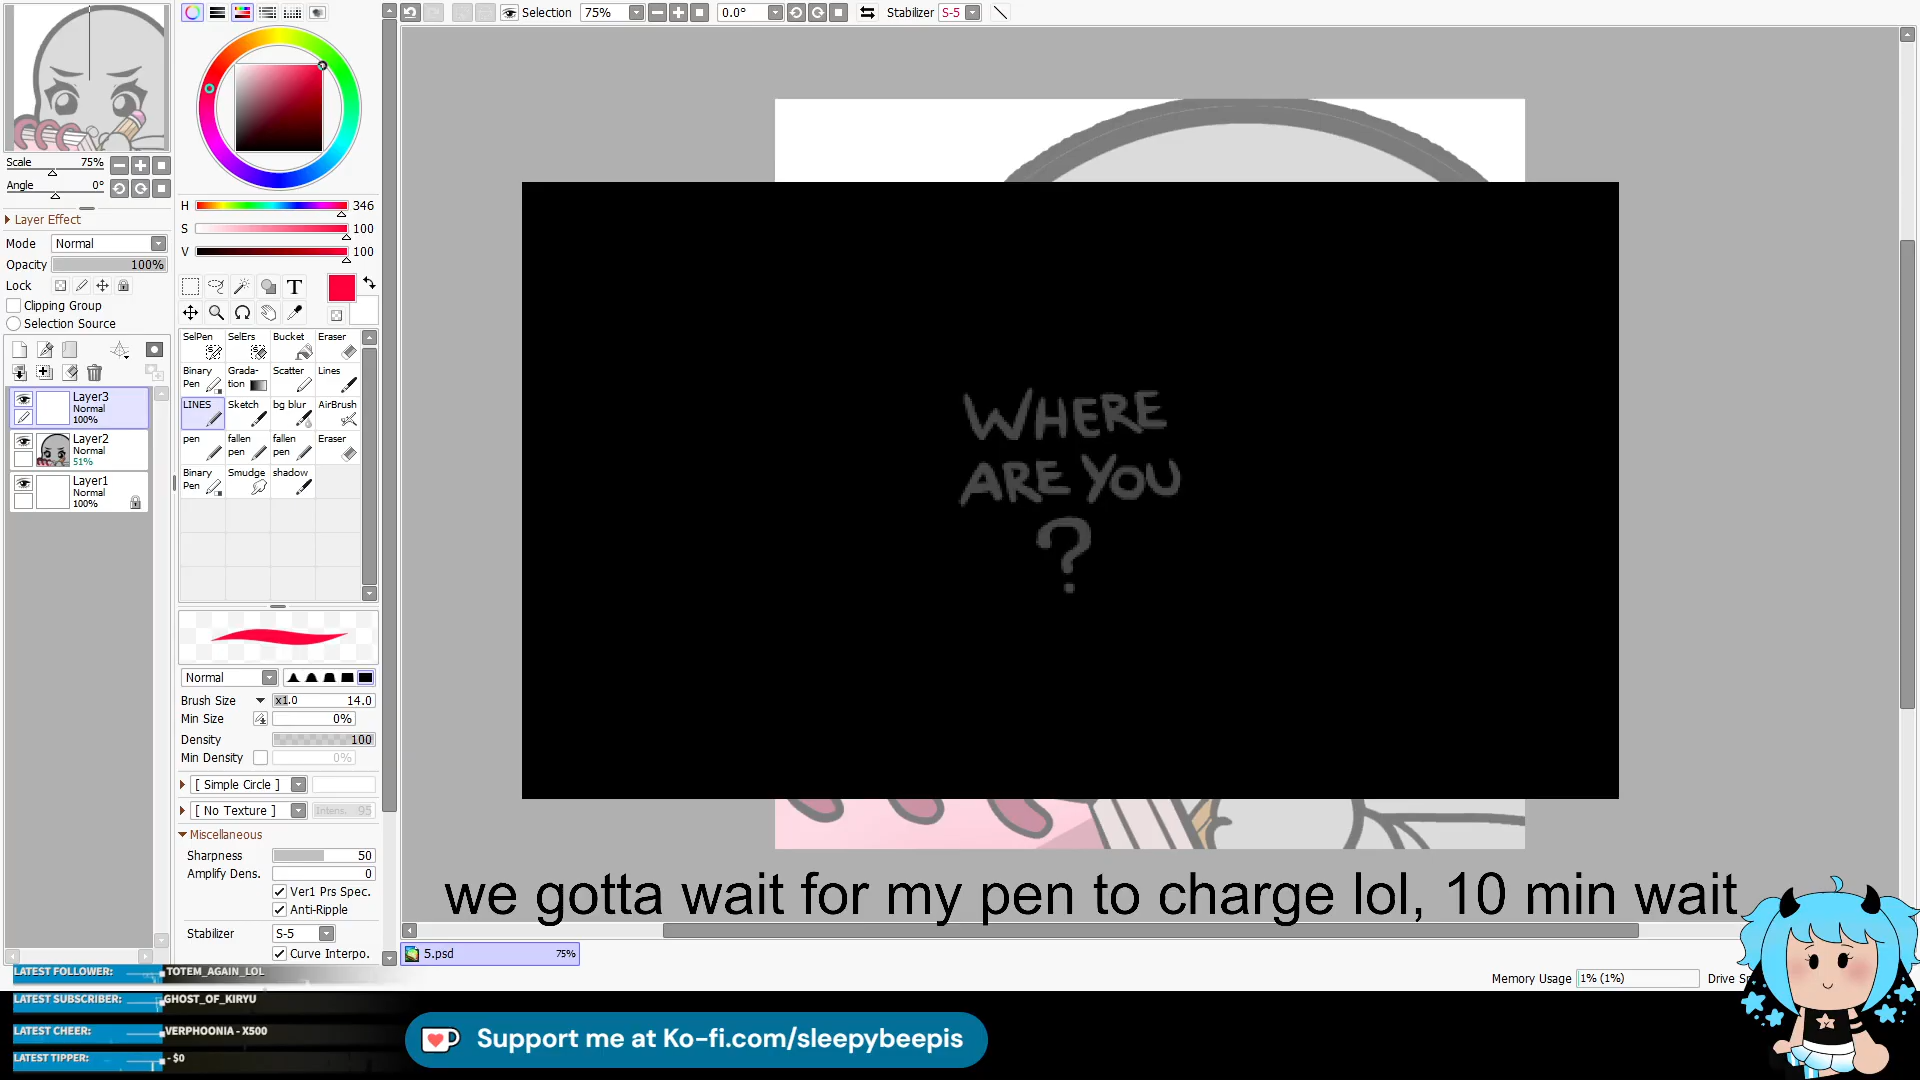 Selection 75% 0.0° Stabilizer S-5
Scale 75%
Angle 0°
Layer Effect
Mode Normal
Opacity 100%
Lock
Clipping Group
Selection Source
Layer3
Normal
100%
Layer2
Normal
51%
Layer1
Normal
100%
H 346
S 100
V 100
T
SelPen SelErs Bucket Eraser
Binary Pen Grada-tion Scatter Lines
LINES Sketch bg blur AirBrush
pen fallen pen fallen pen Eraser
Binary Pen Smudge shadow
Normal
Brush Size x1.0 14.0
Min Size 0%
Density 100
Min Density 0%
[ Simple Circle ]
[ No Texture ] Intens. 95
Miscellaneous
Sharpness 50
Amplify Dens. 0
Ver1 Prs Spec.
Anti-Ripple
Stabilizer S-5
Curve Interpo.
WHERE
ARE YOU
?
we gotta wait for my pen to charge lol, 10 min wait
5.psd 75%
Memory Usage 1% (1%) Drive
LATEST FOLLOWER: TOTEM_AGAIN_LOL
LATEST SUBSCRIBER: GHOST_OF_KIRYU
LATEST CHEER: VERPHOONIA - X500
LATEST TIPPER: - $0
Support me at Ko-fi.com/sleepybeepis